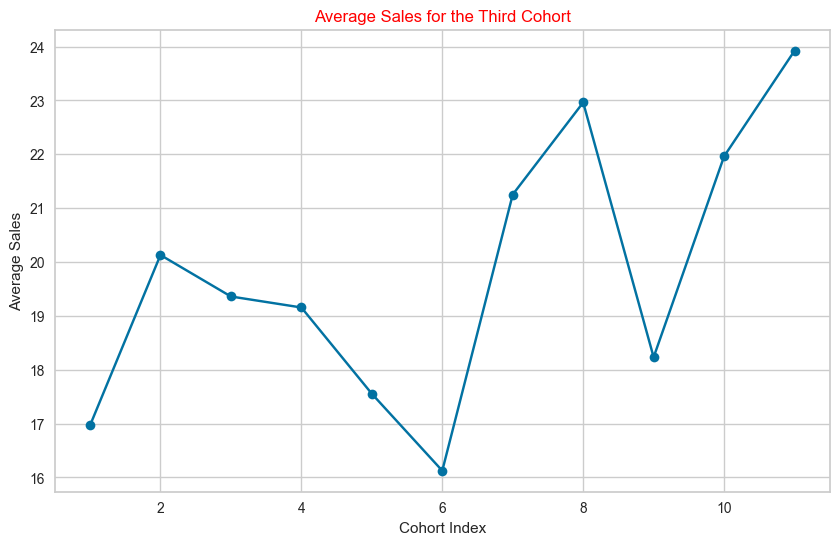 Average Sales for the Third Cohort
24
23
22
21
20
19
18
17
16
Average Sales
2 4 6 8 10
Cohort Index